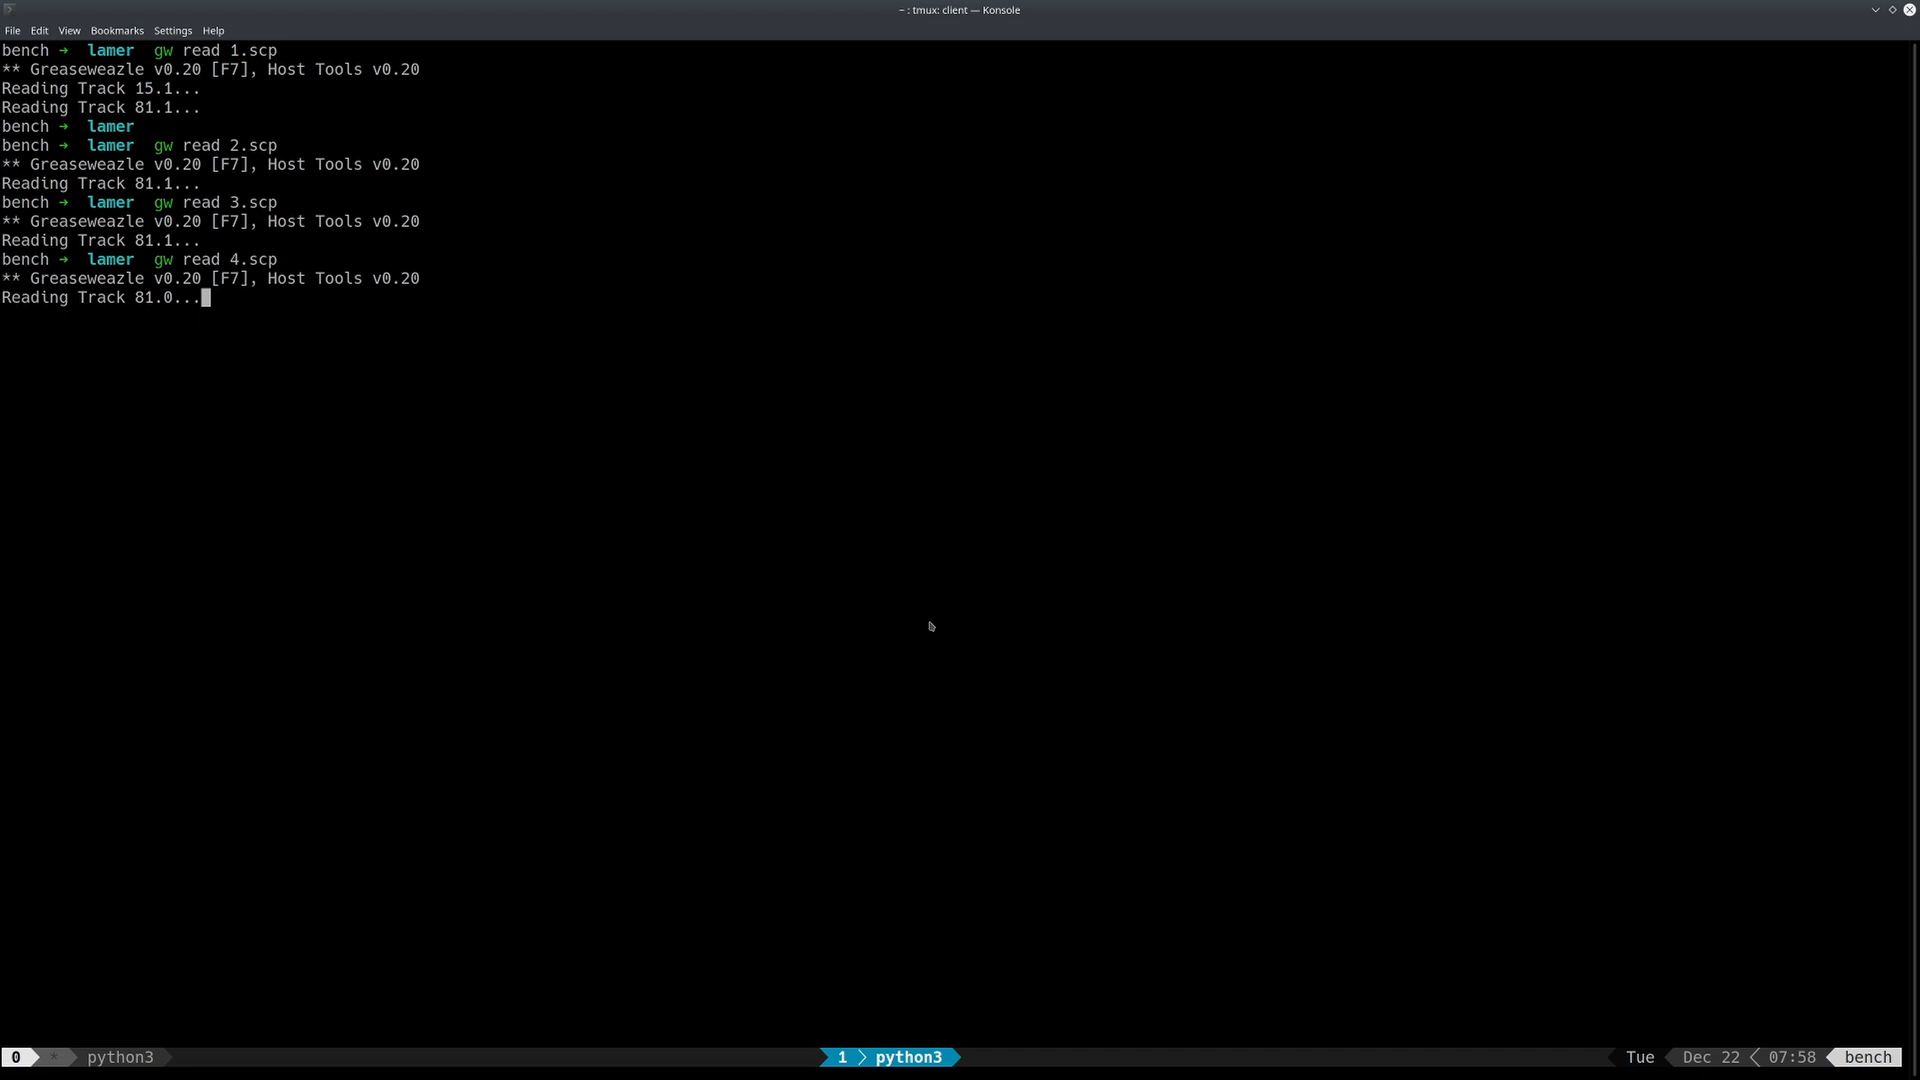 ~ : tmux: client — Konsole
File Edit View Bookmarks Settings Help
bench → lamer gw read 1.scp
** Greaseweazle v0.20 [F7], Host Tools v0.20
Reading Track 15.1...
Reading Track 81.1...
bench → lamer
bench → lamer gw read 2.scp
** Greaseweazle v0.20 [F7], Host Tools v0.20
Reading Track 81.1...
bench → lamer gw read 3.scp
** Greaseweazle v0.20 [F7], Host Tools v0.20
Reading Track 81.1...
bench → lamer gw read 4.scp
** Greaseweazle v0.20 [F7], Host Tools v0.20
Reading Track 81.0...
0 * python3 1 python3 Tue Dec 22 07:58 bench